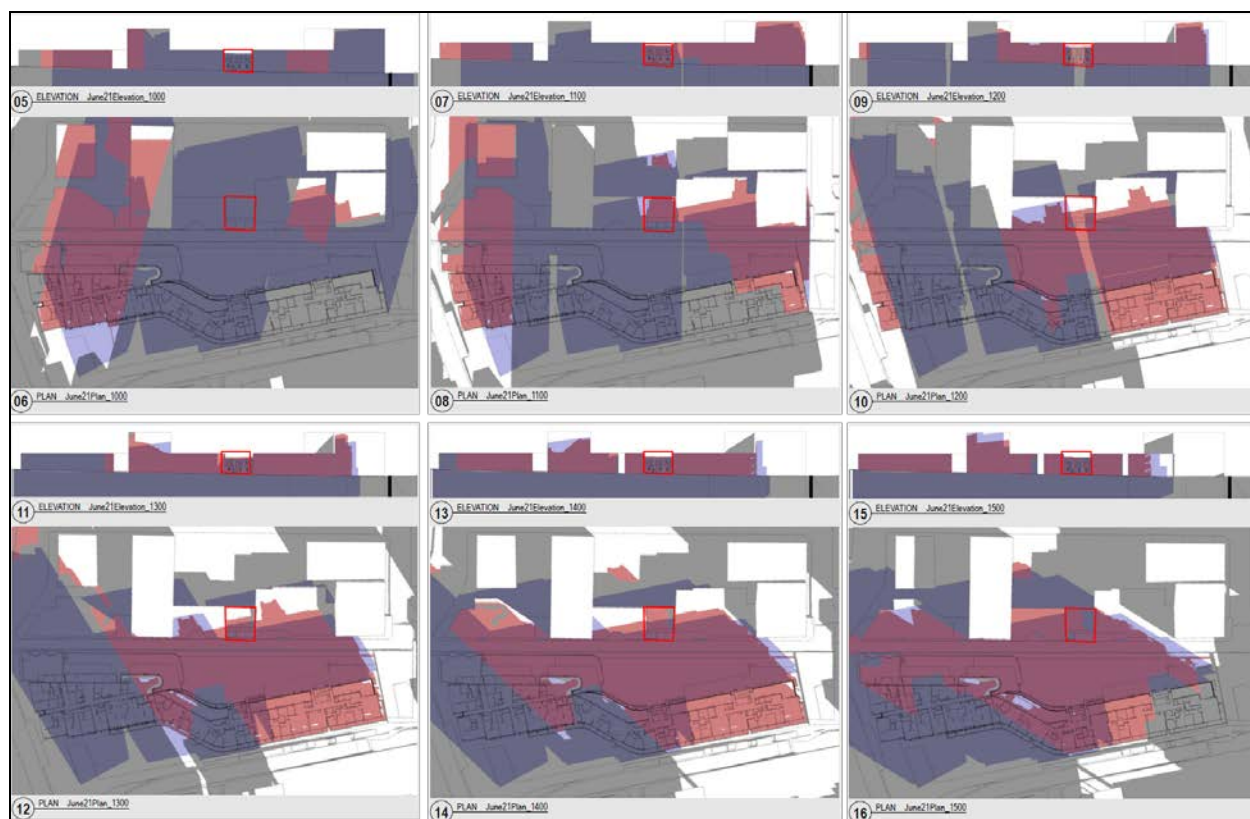 05 ELEVATION June21Elevation_1000
07 ELEVATION June21Elevation_1100
09 ELEVATION June21Elevation_1200
06 PLAN June21Plan_1000
08 PLAN June21Plan_1100
10 PLAN June21Plan_1200
11 ELEVATION June21Elevation_1300
13 ELEVATION June21Elevation_1400
15 ELEVATION June21Elevation_1500
12 PLAN June21Plan_1300
14 PLAN June21Plan_1400
16 PLAN June21Plan_1500